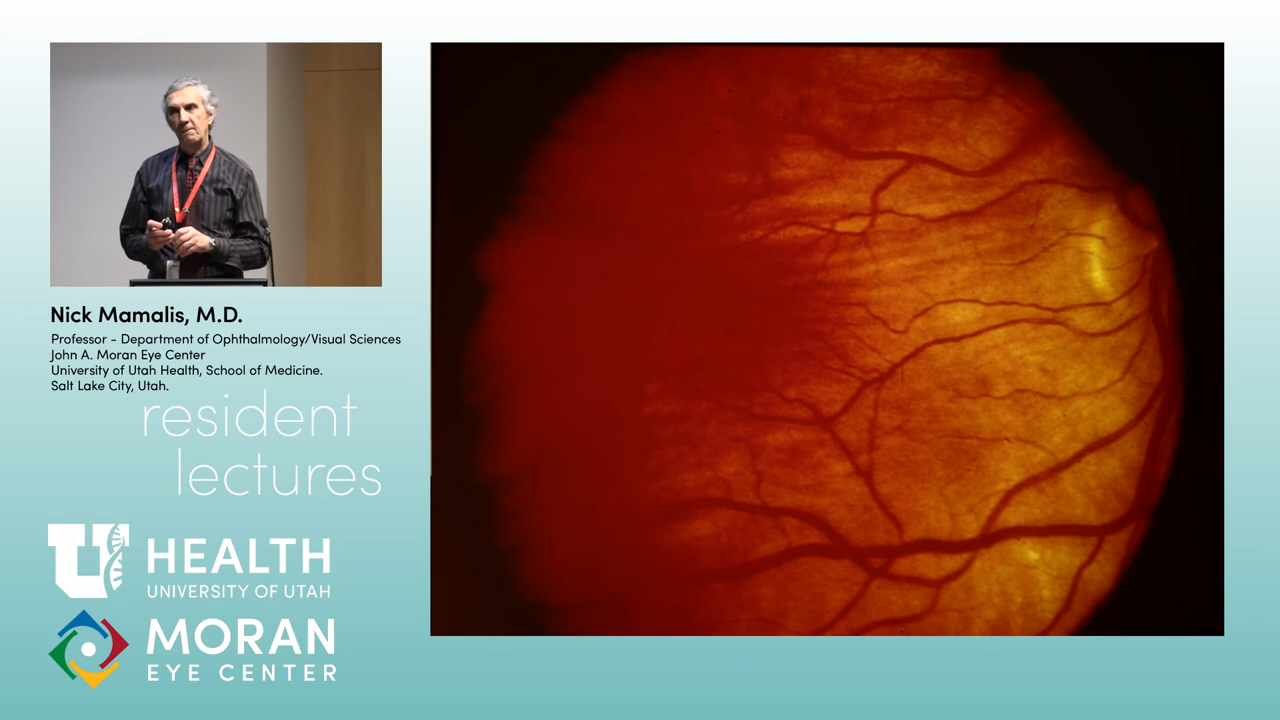 Nick Mamalis, M.D.
Professor - Department of Ophthalmology/Visual Sciences
John A. Moran Eye Center
University of Utah Health, School of Medicine.
Salt Lake City, Utah.
resident
lectures
U HEALTH
UNIVERSITY OF UTAH
MORAN
EYE CENTER